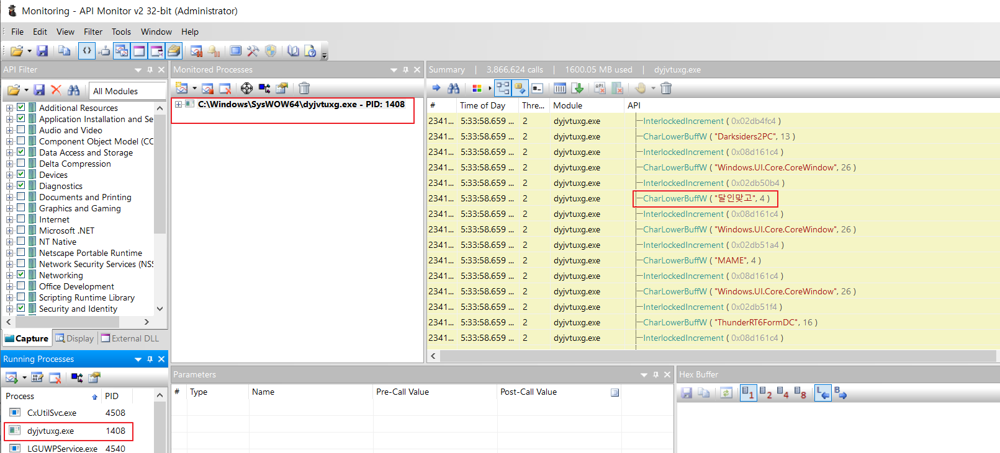 Monitoring - API Monitor v2 32-bit (Administrator)
File Edit View Filter Tools Window Help
API Filter
All Modules
Additional Resources
Application Installation and Se
Audio and Video
Component Object Model (CC
Data Access and Storage
Delta Compression
Devices
Diagnostics
Documents and Printing
Graphics and Gaming
Internet
Microsoft .NET
NT Native
Netscape Portable Runtime
Network Security Services (NSS
Networking
Office Development
Scripting Runtime Library
Security and Identity
Capture Display External DLL
Running Processes
Process PID
CxUtilSvc.exe 4508
dyjvtuxg.exe 1408
LGUWPService.exe 4540
Monitored Processes
C:\Windows\SysWOW64\dyjvtuxg.exe - PID: 1408
Summary | 3,866,624 calls | 1600.05 MB used | dyjvtuxg.exe
# Time of Day Thre... Module API
2341... 5:33:58.659 ... 2 dyjvtuxg.exe InterlockedIncrement ( 0x02db4fc4 )
2341... 5:33:58.659 ... 2 dyjvtuxg.exe CharLowerBuffW ( "Darksiders2PC", 13 )
2341... 5:33:58.659 ... 2 dyjvtuxg.exe InterlockedIncrement ( 0x08d161c4 )
2341... 5:33:58.659 ... 2 dyjvtuxg.exe CharLowerBuffW ( "Windows.UI.Core.CoreWindow", 26 )
2341... 5:33:58.659 ... 2 dyjvtuxg.exe InterlockedIncrement ( 0x02db50b4 )
2341... 5:33:58.659 ... 2 dyjvtuxg.exe CharLowerBuffW ( "달인맞고", 4 )
2341... 5:33:58.659 ... 2 dyjvtuxg.exe InterlockedIncrement ( 0x08d161c4 )
2341... 5:33:58.659 ... 2 dyjvtuxg.exe CharLowerBuffW ( "Windows.UI.Core.CoreWindow", 26 )
2341... 5:33:58.659 ... 2 dyjvtuxg.exe InterlockedIncrement ( 0x02db51a4 )
2341... 5:33:58.659 ... 2 dyjvtuxg.exe CharLowerBuffW ( "MAME", 4 )
2341... 5:33:58.659 ... 2 dyjvtuxg.exe InterlockedIncrement ( 0x08d161c4 )
2341... 5:33:58.659 ... 2 dyjvtuxg.exe CharLowerBuffW ( "Windows.UI.Core.CoreWindow", 26 )
2341... 5:33:58.659 ... 2 dyjvtuxg.exe InterlockedIncrement ( 0x02db51f4 )
2341... 5:33:58.659 ... 2 dyjvtuxg.exe CharLowerBuffW ( "ThunderRT6FormDC", 16 )
2341... 5:33:58.659 ... 2 dyjvtuxg.exe InterlockedIncrement ( 0x08d161c4 )
Parameters
# Type Name Pre-Call Value Post-Call Value
Hex Buffer
1 2 4 8 L B